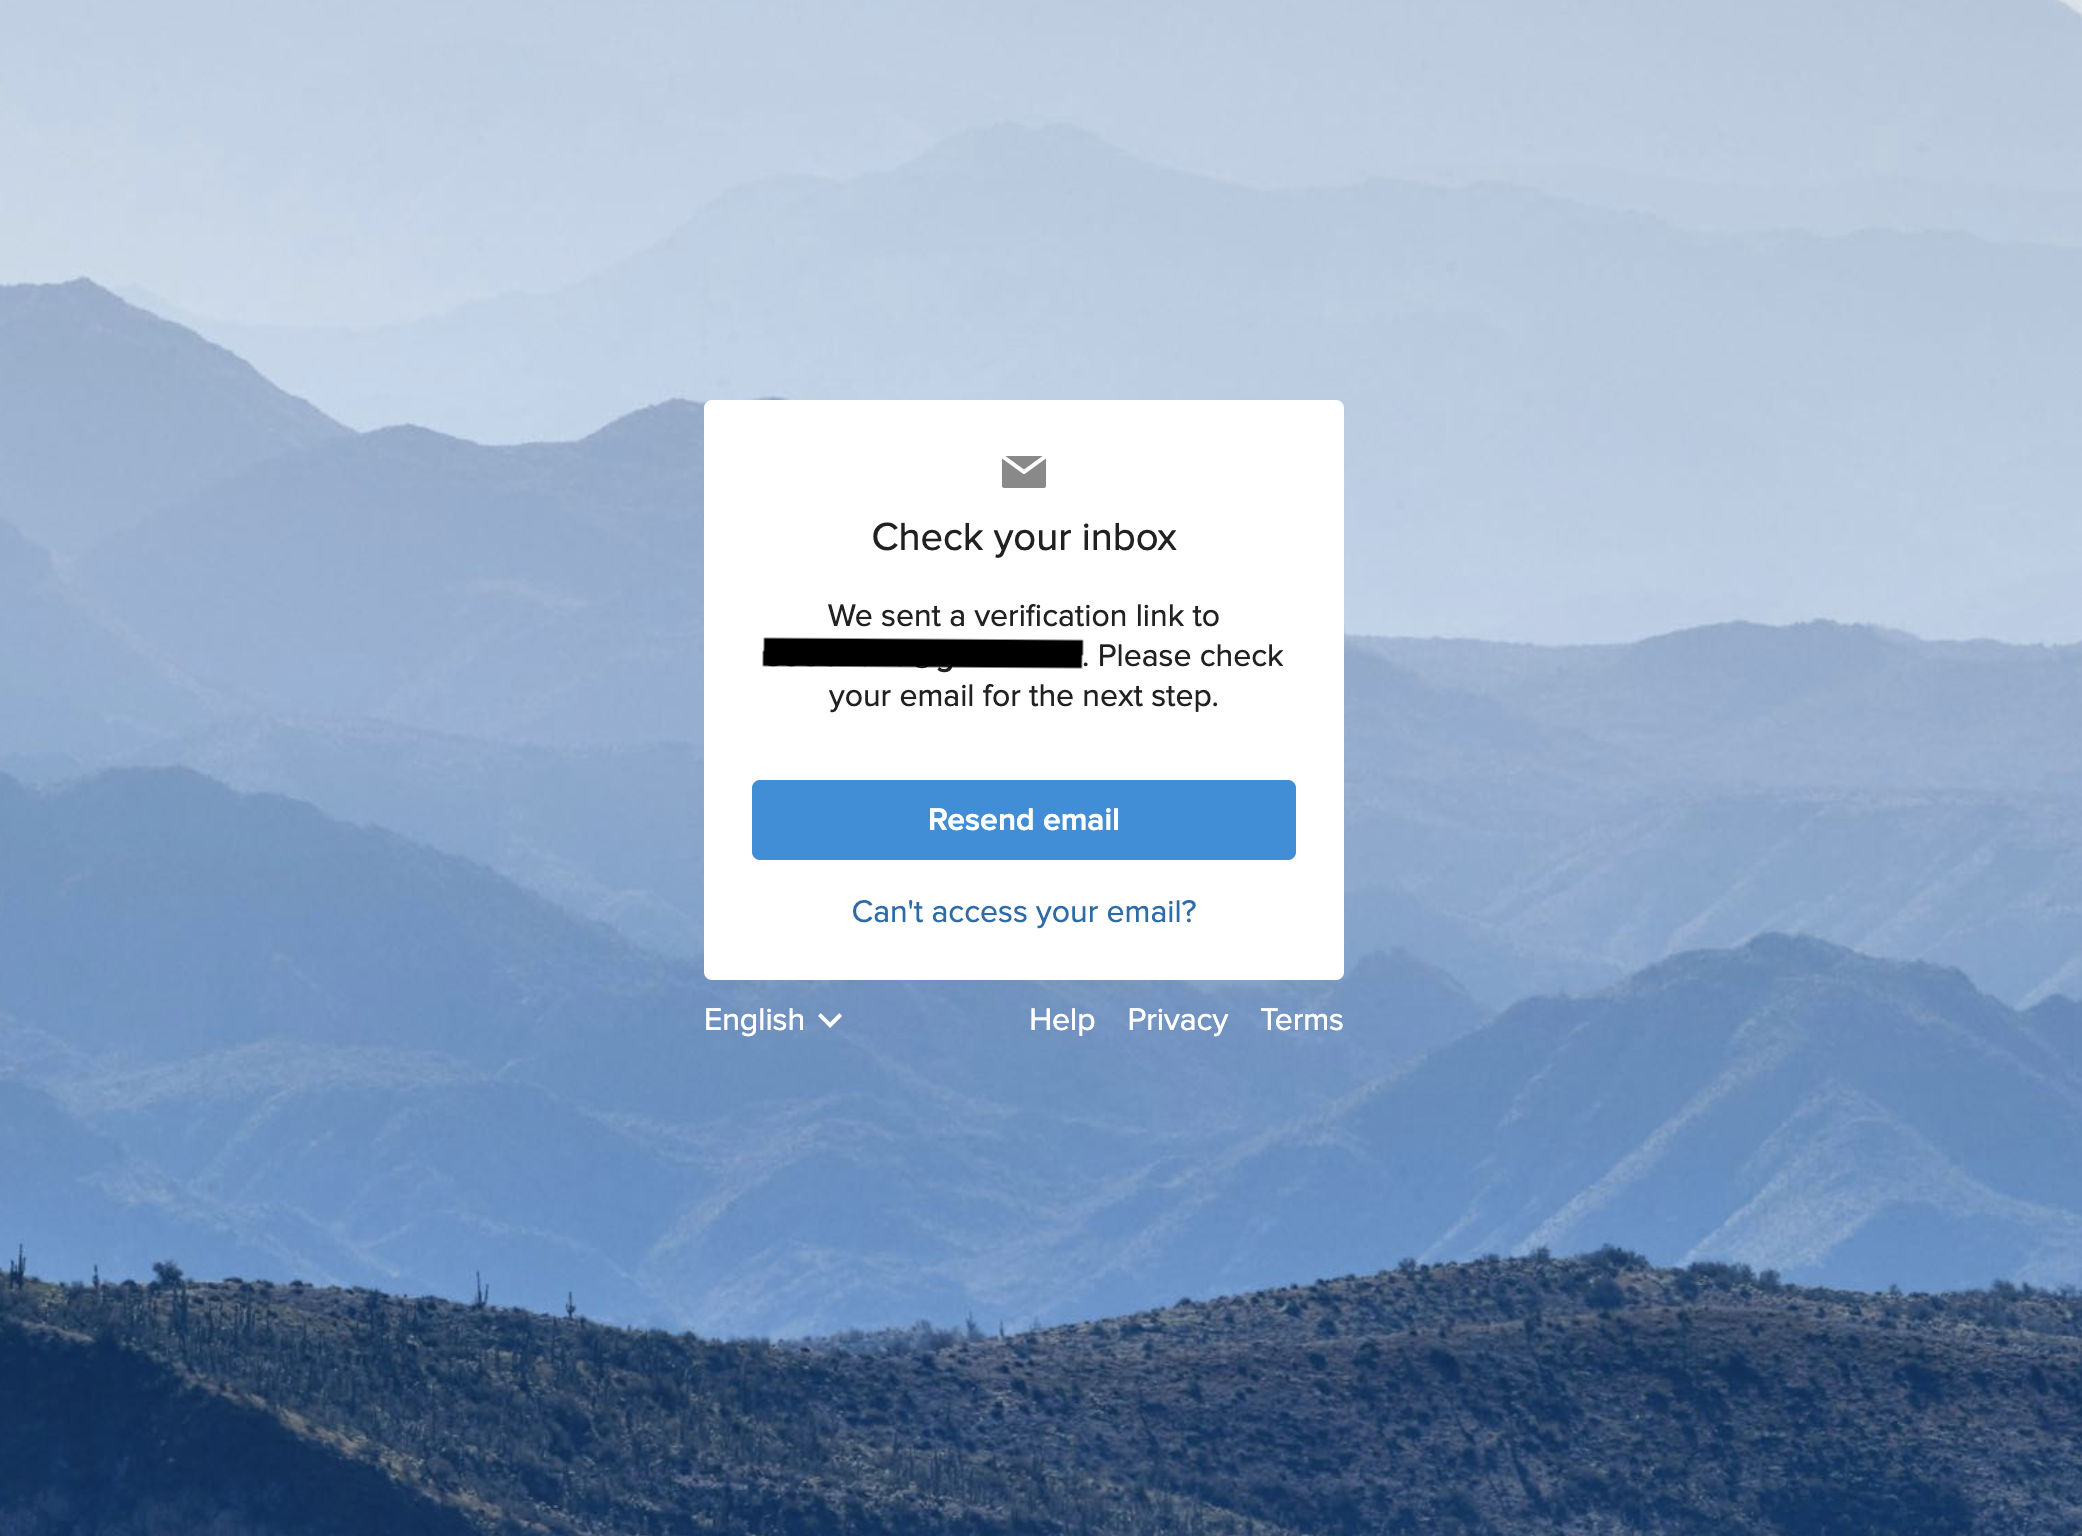 Check your inbox
We sent a verification link to
. Please check
your email for the next step.
Resend email
Can't access your email?
English
Help Privacy Terms